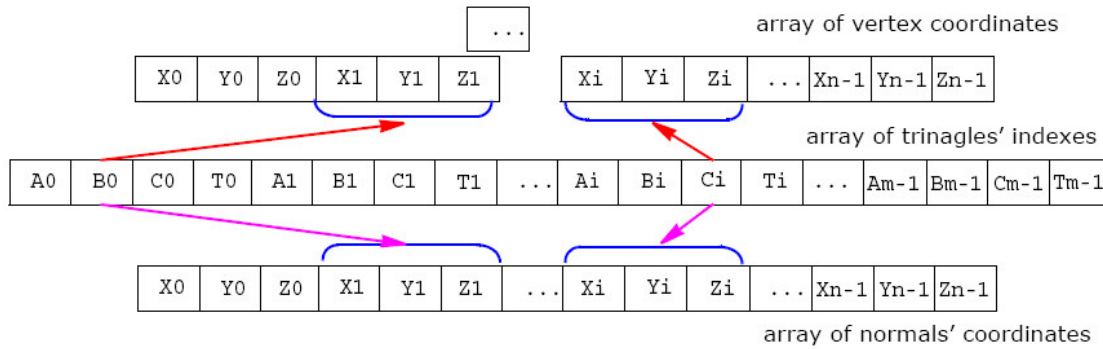 array of vertex coordinates
...
X0 Y0 Z0 X1 Y1 Z1 Xi Yi Zi ... Xn-1 Yn-1 Zn-1
array of trinagles' indexes
A0 B0 C0 T0 A1 B1 C1 T1 ... Ai Bi Ci Ti ... Am-1 Bm-1 Cm-1 Tm-1
X0 Y0 Z0 X1 Y1 Z1 ... Xi Yi Zi ... Xn-1 Yn-1 Zn-1
array of normals' coordinates